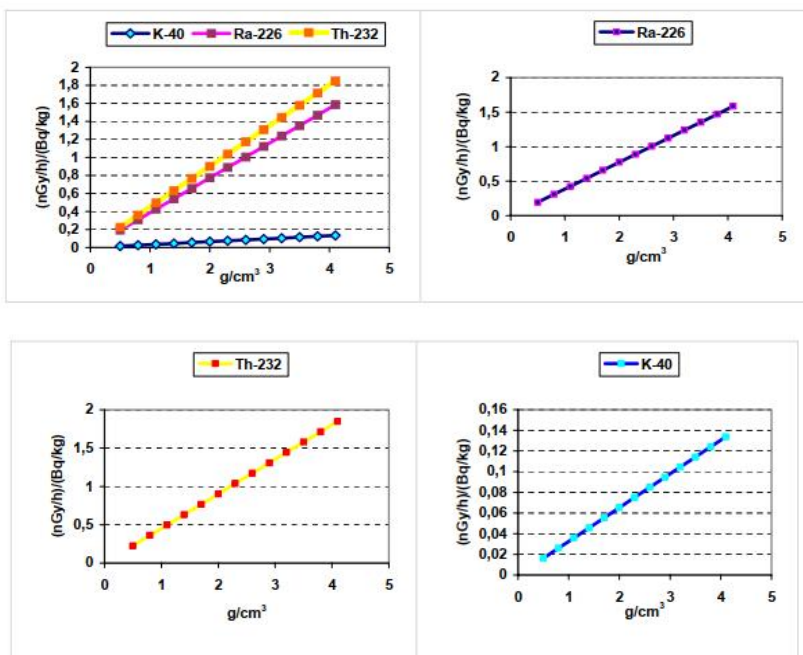 K-40 Ra-226 Th-232
2
1,8
1,6
1,4
1,2
1
0,8
0,6
0,4
0,2
0
0 1 2 3 4 5
(nGy/h)/(Bq/kg)
g/cm³
Ra-226
2
1,5
1
0,5
0
0 1 2 3 4 5
(nGy/h)/(Bq/kg)
g/cm³
Th-232
2
1,5
1
0,5
0
0 1 2 3 4 5
(nGy/h)/(Bq/kg)
g/cm³
K-40
0,16
0,14
0,12
0,1
0,08
0,06
0,04
0,02
0
0 1 2 3 4 5
(nGy/h)/(Bq/kg)
g/cm³